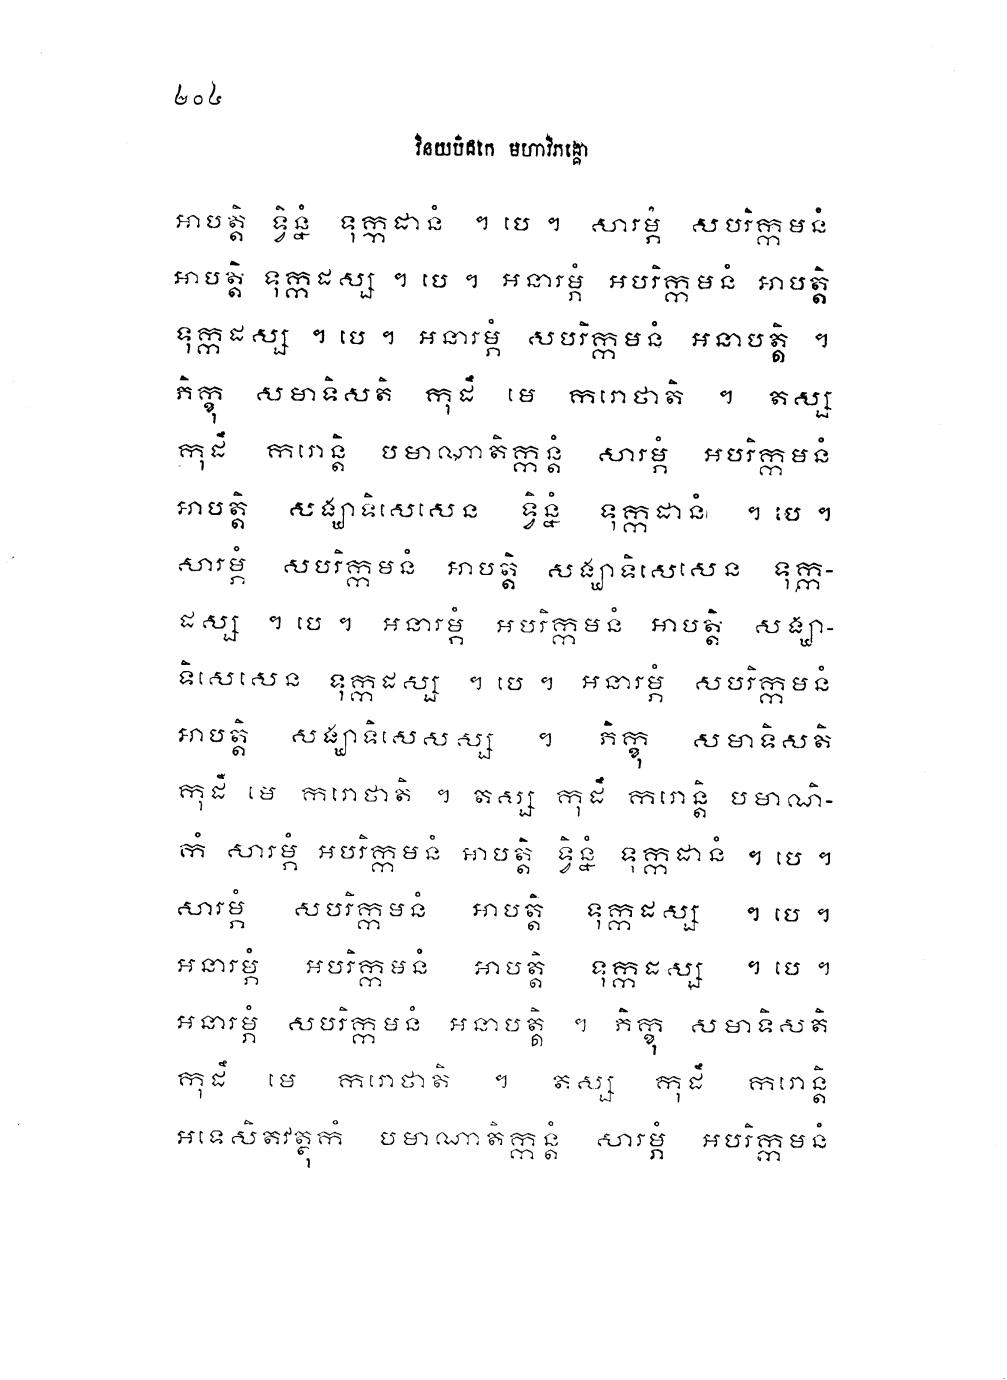 ២០៤
វិនយបិដកេ មហាវិភង្គោ
អាបត្តិ ទ្វិន្នំ ទុក្កដានំ ។ បេ ។ សារម្ភំ សបរិក្កមនំ
អាបត្តិ ទុក្កដស្ស ។ បេ ។ អនារម្ភំ អបរិក្កមនំ អាបត្តិ
ទុក្កដស្ស ។ បេ ។ អនារម្ភំ សបរិក្កមនំ អនាបត្តិ ។
ភិក្ខុ សមាទិសតិ កុដឹ មេ ករោថាតិ ។ តស្ស
កុដឹ ករោន្តិ បមាណាតិក្កន្តំ សារម្ភំ អបរិក្កមនំ
អាបត្តិ សង្ឃាទិសេសេន ទ្វិន្នំ ទុក្កដានំ ។ បេ ។
សារម្ភំ សបរិក្កមនំ អាបត្តិ សង្ឃាទិសេសេន ទុក្ក-
ដស្ស ។ បេ ។ អនារម្ភំ អបរិក្កមនំ អាបត្តិ សង្ឃា-
ទិសេសេន ទុក្កដស្ស ។ បេ ។ អនារម្ភំ សបរិក្កមនំ
អាបត្តិ សង្ឃាទិសេសស្ស ។ ភិក្ខុ សមាទិសតិ
កុដឹ មេ ករោថាតិ ។ តស្ស កុដឹ ករោន្តិ បមាណិ-
កំ សារម្ភំ អបរិក្កមនំ អាបត្តិ ទ្វិន្នំ ទុក្កដានំ ។ បេ ។
សារម្ភំ សបរិក្កមនំ អាបត្តិ ទុក្កដស្ស ។ បេ ។
អនារម្ភំ អបរិក្កមនំ អាបត្តិ ទុក្កដស្ស ។ បេ ។
អនារម្ភំ សបរិក្កមនំ អនាបត្តិ ។ ភិក្ខុ សមាទិសតិ
កុដឹ មេ ករោថាតិ ។ តស្ស កុដឹ ករោន្តិ
អទេសិតវត្ថុកំ បមាណាតិក្កន្តំ សារម្ភំ អបរិក្កមនំ